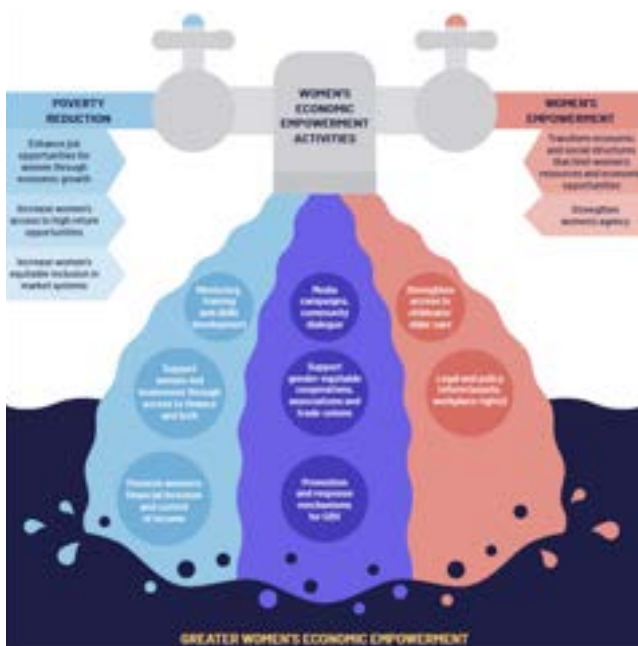 WOMEN'S
ECONOMIC
EMPOWERMENT
ACTIVITIES
POVERTY
REDUCTION
Enhance job
opportunities for
women through
economic growth
Increase women's
access to high return
opportunities
Increase women's
equitable inclusion in
market systems
WOMEN'S
EMPOWERMENT
Transform economic
and social structures
that limit women's
resources and economic
opportunities
Strengthen
women's agency
Mentoring,
training
and skills
development
Media
campaigns,
community
dialogue
Strengthen
access to
childcare/
elder care
Support
women-led
businesses through
access to finance
and
Support
gender-equitable
cooperatives,
associations and
trade unions
Legal and policy
reform
workplace rights)
women's
financial inclusion
and control
of income
Prevention
and response
mechanisms
for GBV
GREATER WOMEN'S ECONOMIC EMPOWERMENT